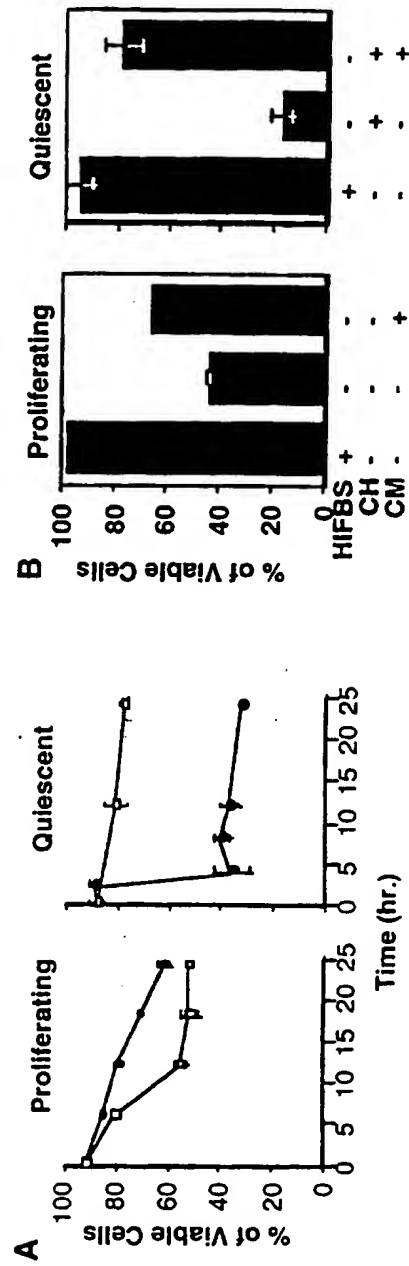 A
Proliferating
Quiescent
% of Viable Cells
100
80
60
40
20
0
0 5 10 15 20 25
0 5 10 15 20 25
Time (hr.)
B
Proliferating
Quiescent
% of Viable Cells
100
80
60
40
20
0
HIFBS + - - + - -
CH - - - - + +
CM - - + - - +